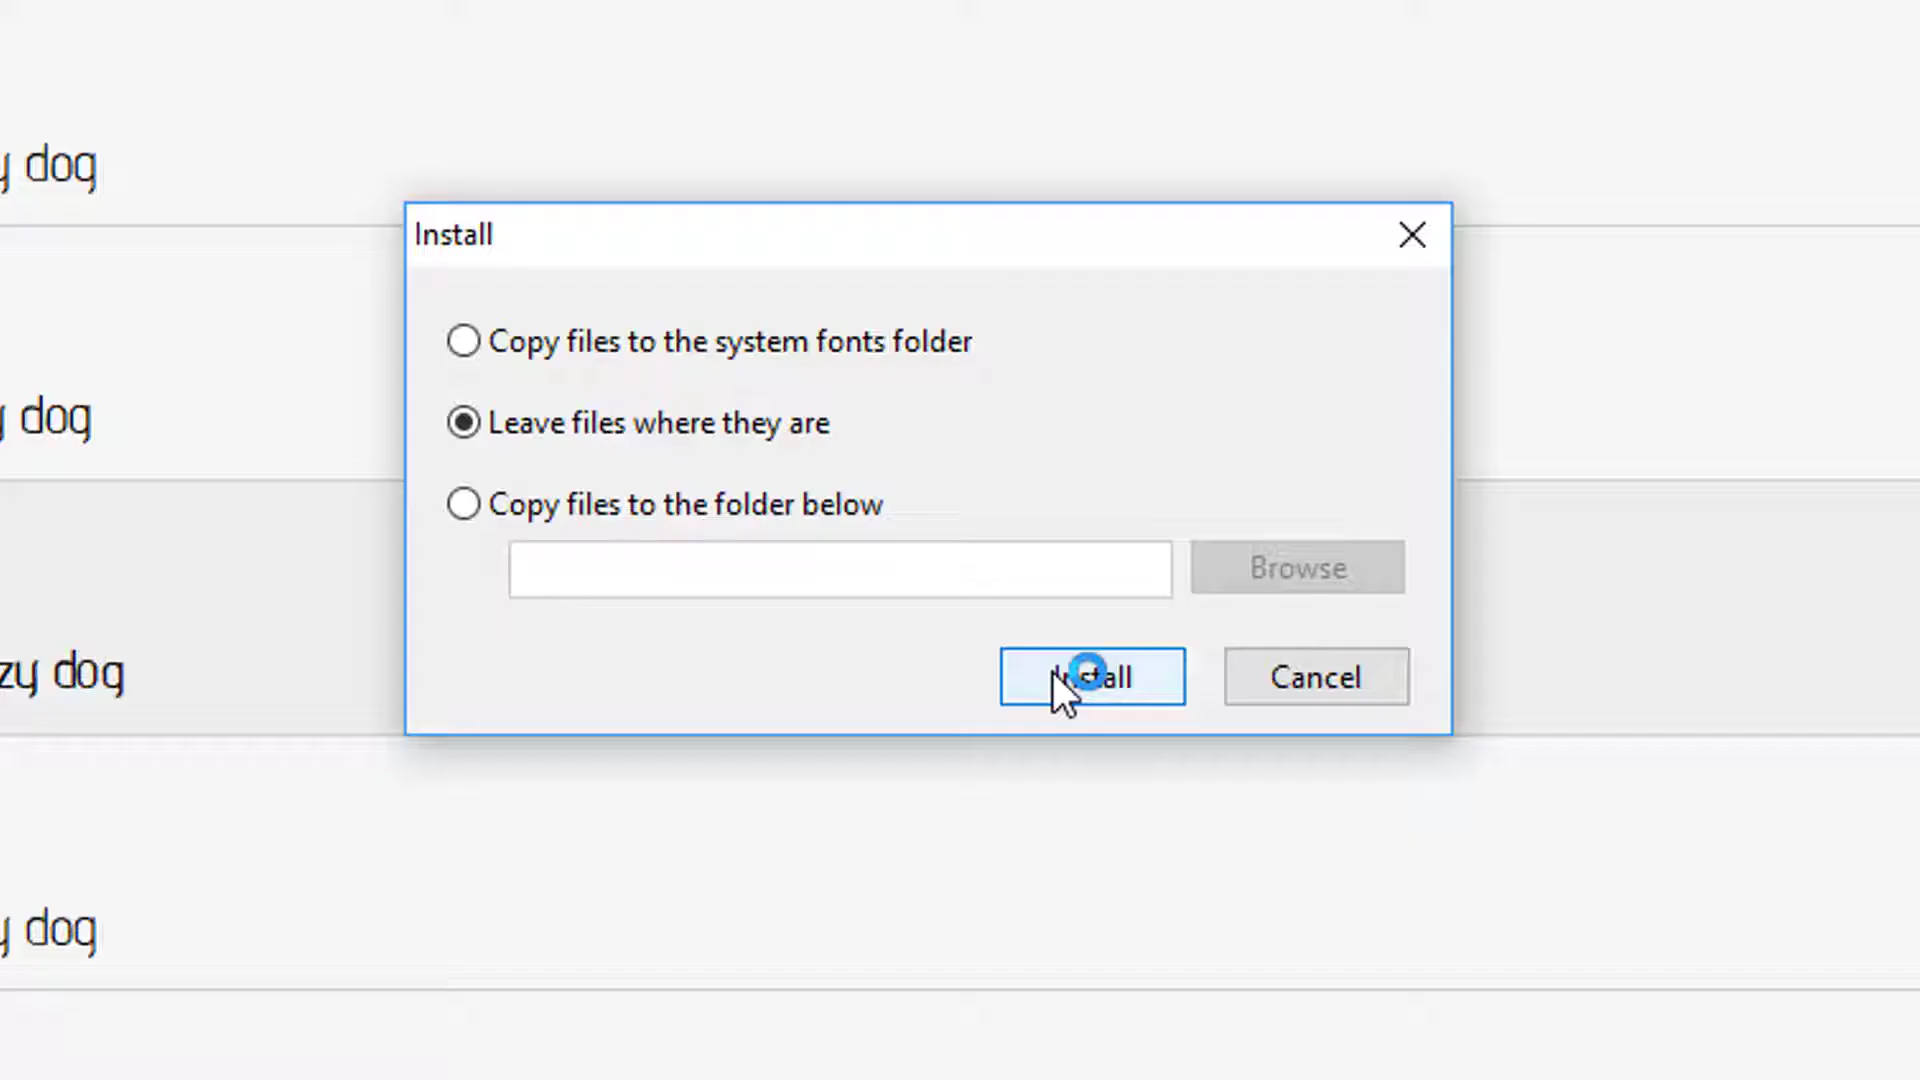 y dog
Install
Copy files to the system fonts folder
y dog
Leave files where they are
Copy files to the folder below
Browse
zy dog
Install
Cancel
y dog